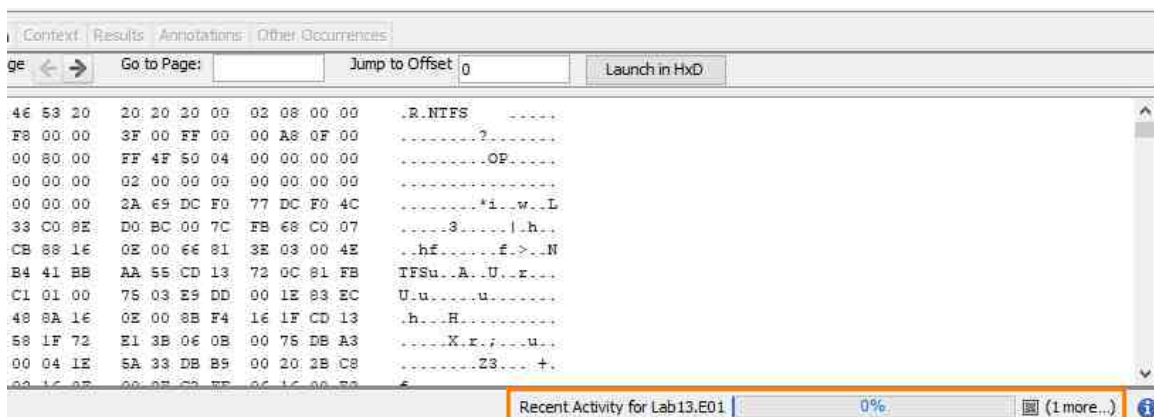 Context Results Annotations Other Occurrences
ge Go to Page: Jump to Offset 0 Launch in HxD
46 53 20 20 20 20 00 02 08 00 00 .R.NTFS .....
F8 00 00 3F 00 FF 00 00 A8 0F 00 ........?.......
00 80 00 FF 4F 50 04 00 00 00 00 .........OP.....
00 00 00 02 00 00 00 00 00 00 00 ................
00 00 00 2A 69 DC F0 77 DC F0 4C ........*i..w..L
33 C0 8E D0 BC 00 7C FB 68 C0 07 .....3.....|.h..
CB 88 16 0E 00 66 81 3E 03 00 4E ..hf......f.>..N
B4 41 BB AA 55 CD 13 72 0C 81 FB TFSu..A..U..r...
C1 01 00 75 03 E9 DD 00 1E 83 EC U.u.....u.......
48 8A 16 0E 00 8B F4 16 1F CD 13 .h...H..........
58 1F 72 E1 3B 06 0B 00 75 DB A3 .....X.r.;...u..
00 04 1E 5A 33 DB B9 00 20 2B C8 ........Z3... +.
Recent Activity for Lab13.E01 0% (1 more...)